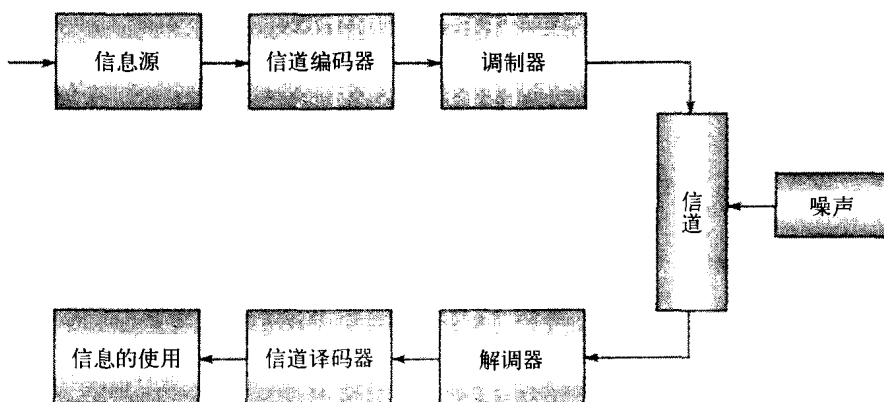 信息源
信道编码器
调制器
信道
噪声
解调器
信道译码器
信息的使用